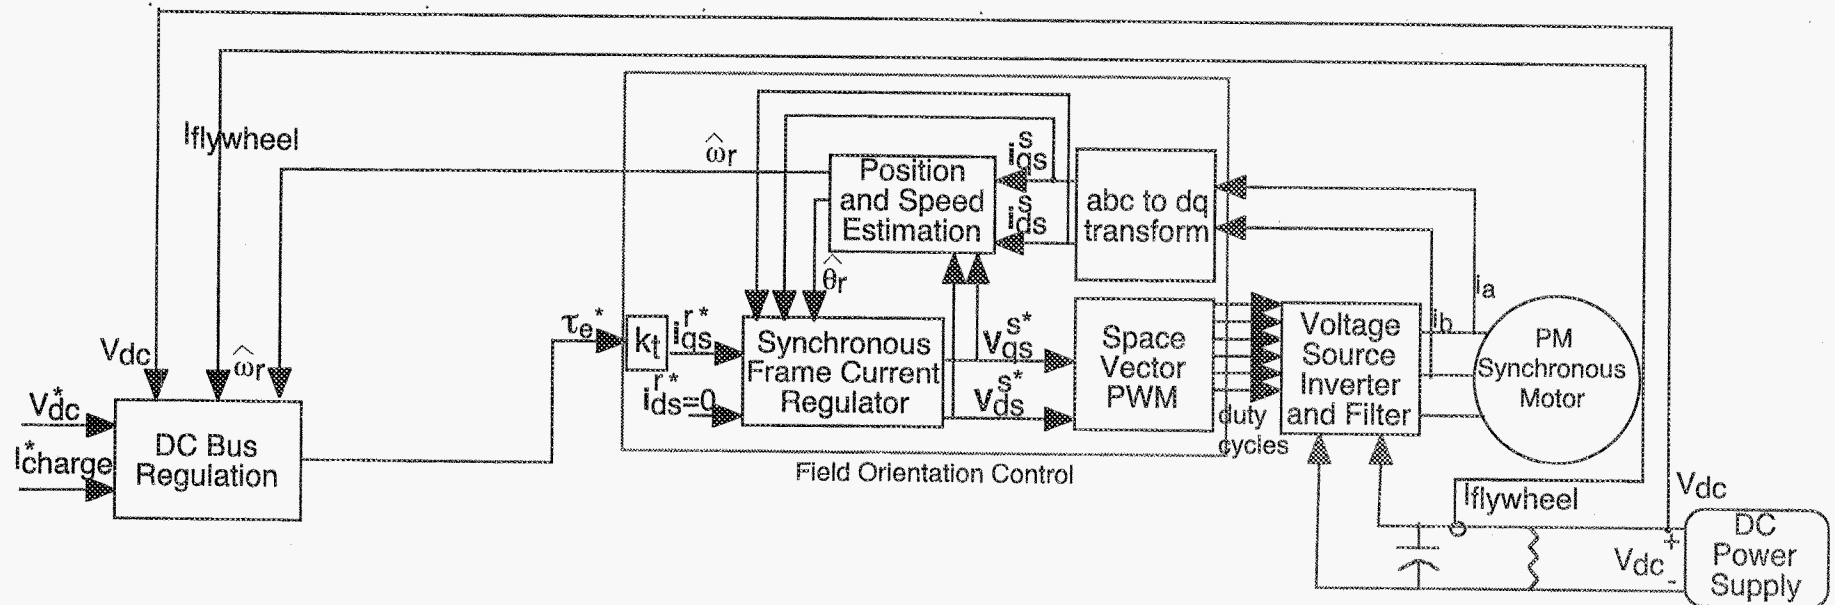 Iflywheel
ω̂r
Position
and Speed
Estimation
i^s_qs
i^s_ds
abc to dq
transform
θ̂r
ia
ib
Vdc
ω̂r
τe*
kt
i^r*_qs
Synchronous
Frame Current
Regulator
i^r*_ds=0
V^s*_qs
V^s*_ds
Space
Vector
PWM
duty
cycles
Voltage
Source
Inverter
and Filter
PM
Synchronous
Motor
V*dc
I*charge
DC Bus
Regulation
Field Orientation Control
Iflywheel
Vdc
Vdc
+
-
DC
Power
Supply